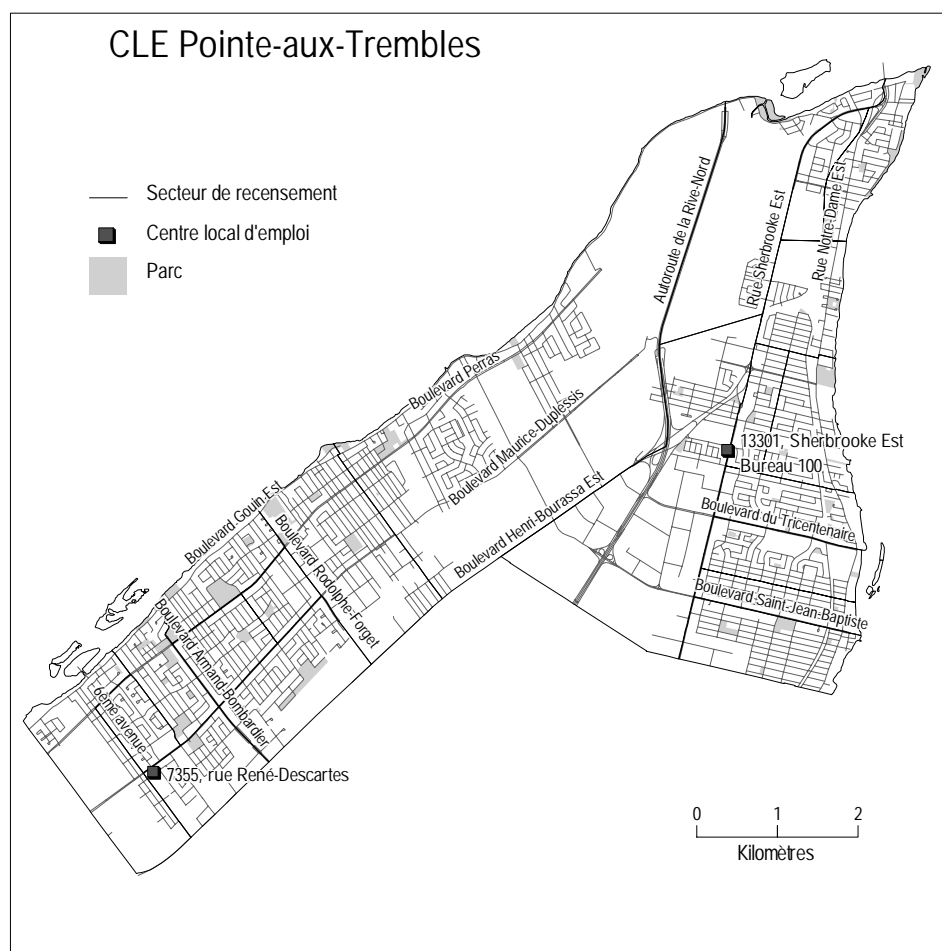 CLE Pointe-aux-Trembles
Secteur de recensement
Centre local d'emploi
Parc
Autoroute de la Rive-Nord
Rue Sherbrooke Est
Rue Notre-Dame Est
Boulevard Perras
Boulevard Maurice-Duplessis
13301, Sherbrooke Est
Bureau 100
Boulevard Henri-Bourassa Est
Boulevard Gouin Est
Boulevard du Tricentenaire
Boulevard Rodolphe-Forget
Boulevard Saint-Jean-Baptiste
Boulevard Armand-Bombardier
6ème avenue
7355, rue René-Descartes
0 1 2
Kilomètres